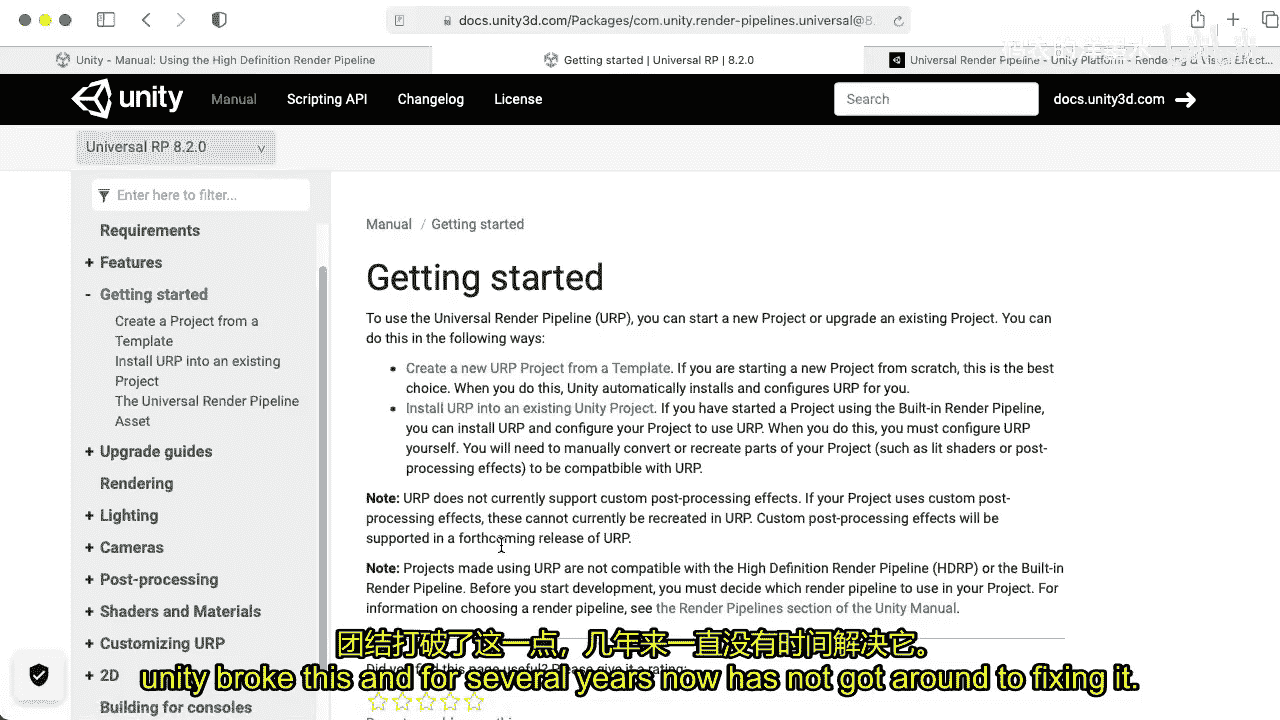 docs.unity3d.com/Packages/com.unity.render-pipelines.universal@8.
Unity - Manual: Using the High Definition Render Pipeline
Getting started | Universal RP | 8.2.0
Universal Render Pipeline - Unity Platform - Rendering & Visual Effect...
unity
Manual
Scripting API
Changelog
License
Search
docs.unity3d.com
Universal RP 8.2.0
Enter here to filter...
Requirements
+ Features
- Getting started
Create a Project from a
Template
Install URP into an existing
Project
The Universal Render Pipeline
Asset
+ Upgrade guides
Rendering
+ Lighting
+ Cameras
+ Post-processing
+ Shaders and Materials
+ Customizing URP
+ 2D
Building for consoles
Manual / Getting started
Getting started
To use the Universal Render Pipeline (URP), you can start a new Project or upgrade an existing Project. You can
do this in the following ways:
• Create a new URP Project from a Template. If you are starting a new Project from scratch, this is the best
choice. When you do this, Unity automatically installs and configures URP for you.
• Install URP into an existing Unity Project. If you have started a Project using the Built-in Render Pipeline,
you can install URP and configure your Project to use URP. When you do this, you must configure URP
yourself. You will need to manually convert or recreate parts of your Project (such as lit shaders or post-
processing effects) to be compatbible with URP.
Note: URP does not currently support custom post-processing effects. If your Project uses custom post-
processing effects, these cannot currently be recreated in URP. Custom post-processing effects will be
supported in a forthcoming release of URP.
Note: Projects made using URP are not compatible with the High Definition Render Pipeline (HDRP) or the Built-in
Render Pipeline. Before you start development, you must decide which render pipeline to use in your Project. For
information on choosing a render pipeline, see the Render Pipelines section of the Unity Manual.
Did you find this page useful? Please give it a rating:
团结打破了这一点，几年来一直没有时间解决它。
unity broke this and for several years now has not got around to fixing it.